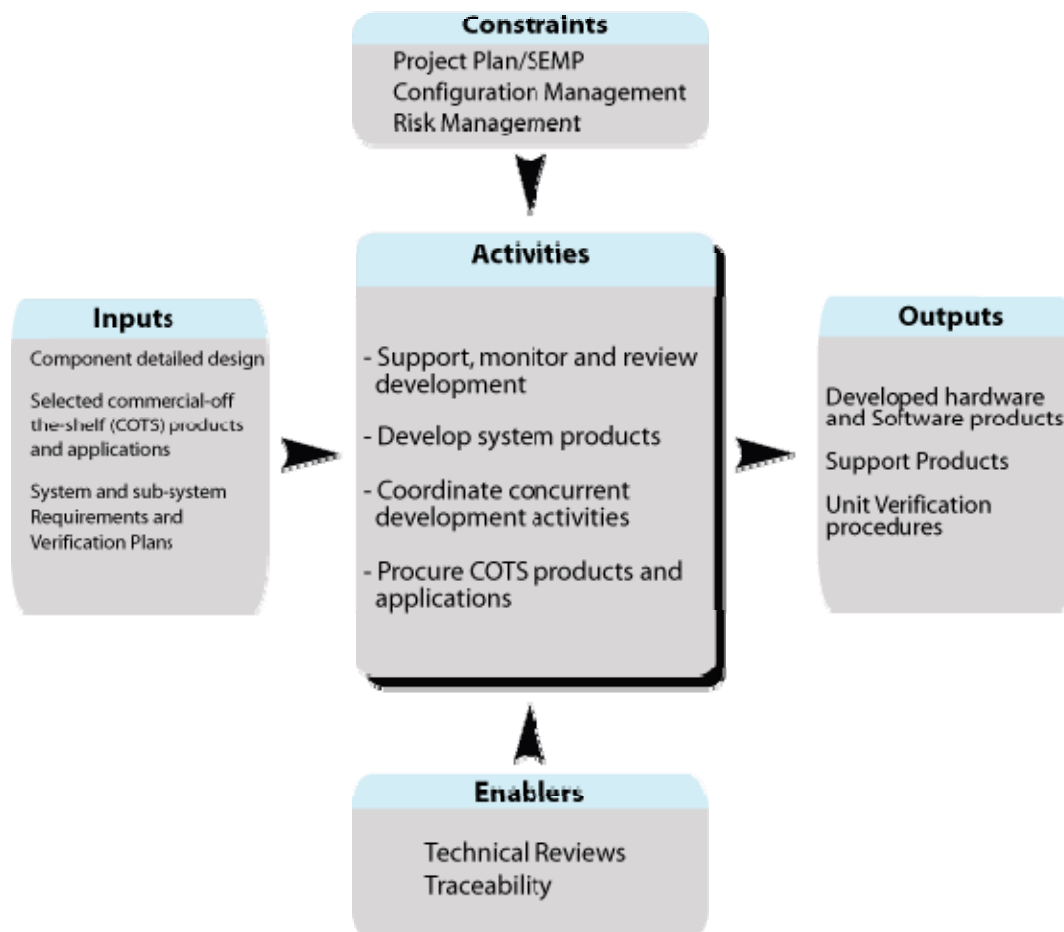 Constraints
Project Plan/SEMP
Configuration Management
Risk Management
Activities
- Support, monitor and review
development
- Develop system products
- Coordinate concurrent
development activities
- Procure COTS products and
applications
Inputs
Component detailed design
Selected commercial-off
the-shelf (COTS) products
and applications
System and sub-system
Requirements and
Verification Plans
Outputs
Developed hardware
and Software products
Support Products
Unit Verification
procedures
Enablers
Technical Reviews
Traceability